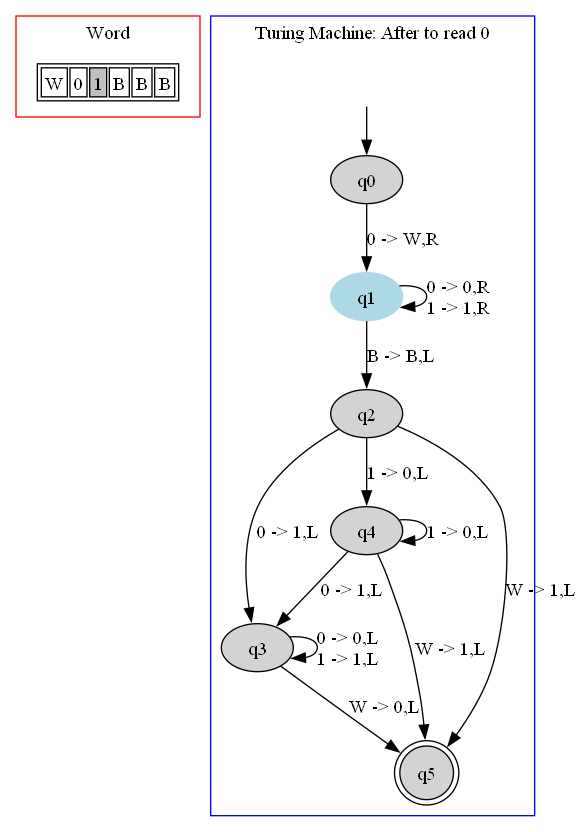 Word
W 0 1 B B B
Turing Machine: After to read 0
q0
0 -> W,R
q1
0 -> 0,R
1 -> 1,R
B -> B,L
q2
1 -> 0,L
0 -> 1,L
q4
1 -> 0,L
W -> 1,L
0 -> 1,L
q3
0 -> 0,L
1 -> 1,L
W -> 1,L
W -> 0,L
q5